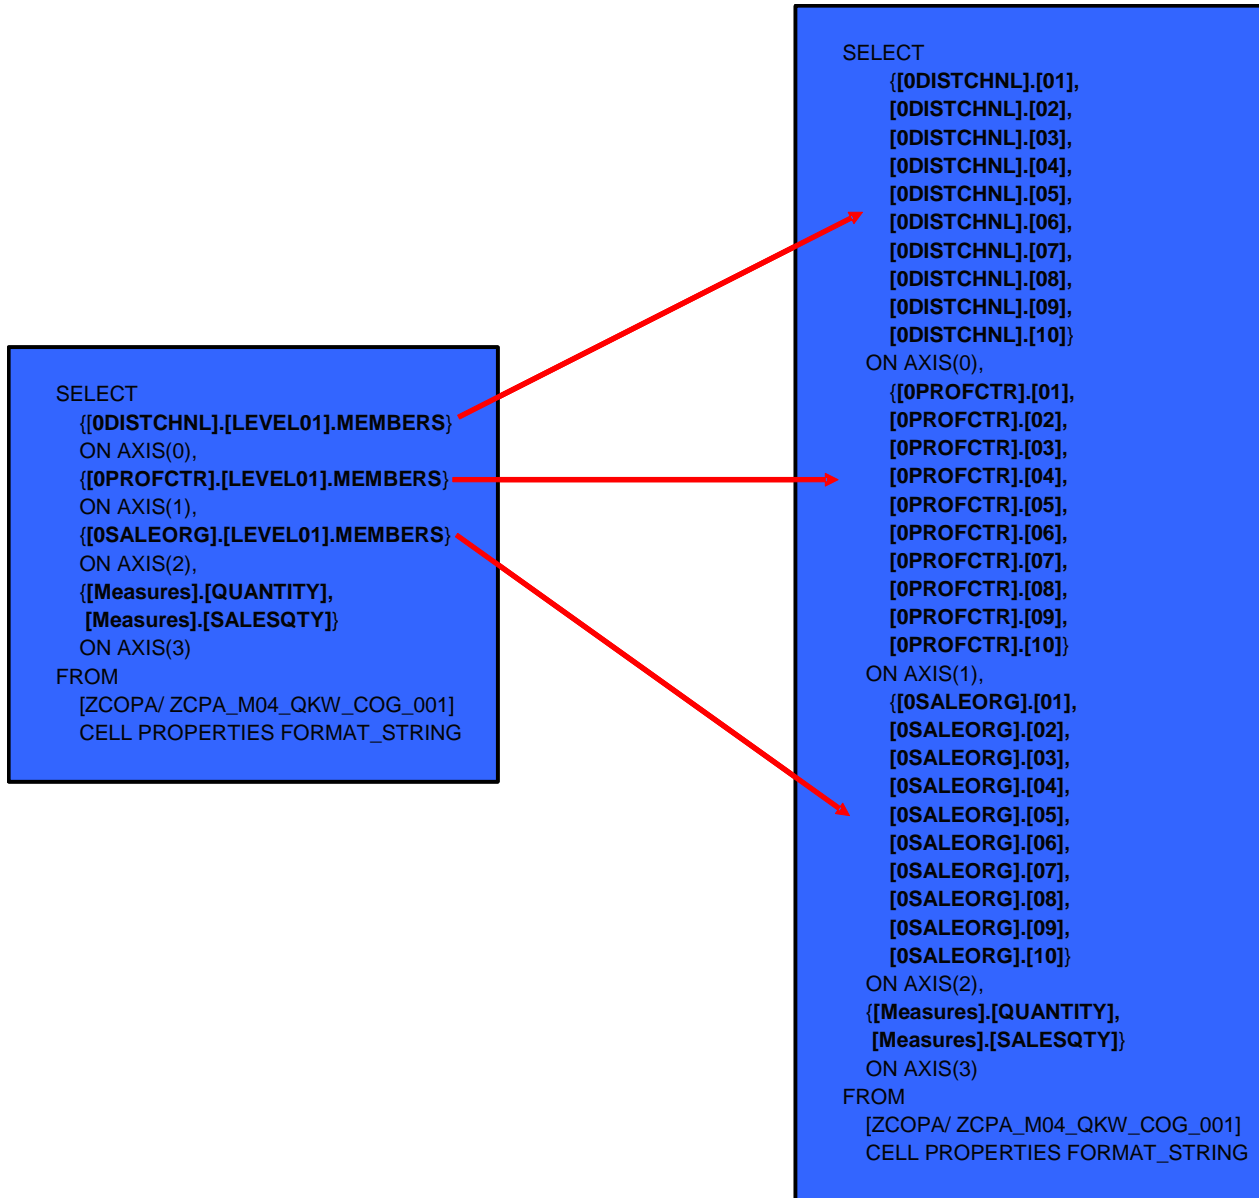 SELECT
{[0DISTCHNL].[LEVEL01].MEMBERS}
ON AXIS(0),
{[0PROFCTR].[LEVEL01].MEMBERS}
ON AXIS(1),
{[0SALEORG].[LEVEL01].MEMBERS}
ON AXIS(2),
{[Measures].[QUANTITY],
[Measures].[SALESQTY]}
ON AXIS(3)
FROM
[ZCOPA/ ZCPA_M04_QKW_COG_001]
CELL PROPERTIES FORMAT_STRING
SELECT
{[0DISTCHNL].[01],
[0DISTCHNL].[02],
[0DISTCHNL].[03],
[0DISTCHNL].[04],
[0DISTCHNL].[05],
[0DISTCHNL].[06],
[0DISTCHNL].[07],
[0DISTCHNL].[08],
[0DISTCHNL].[09],
[0DISTCHNL].[10]}
ON AXIS(0),
{[0PROFCTR].[01],
[0PROFCTR].[02],
[0PROFCTR].[03],
[0PROFCTR].[04],
[0PROFCTR].[05],
[0PROFCTR].[06],
[0PROFCTR].[07],
[0PROFCTR].[08],
[0PROFCTR].[09],
[0PROFCTR].[10]}
ON AXIS(1),
{[0SALEORG].[01],
[0SALEORG].[02],
[0SALEORG].[03],
[0SALEORG].[04],
[0SALEORG].[05],
[0SALEORG].[06],
[0SALEORG].[07],
[0SALEORG].[08],
[0SALEORG].[09],
[0SALEORG].[10]}
ON AXIS(2),
{[Measures].[QUANTITY],
[Measures].[SALESQTY]}
ON AXIS(3)
FROM
[ZCOPA/ ZCPA_M04_QKW_COG_001]
CELL PROPERTIES FORMAT_STRING